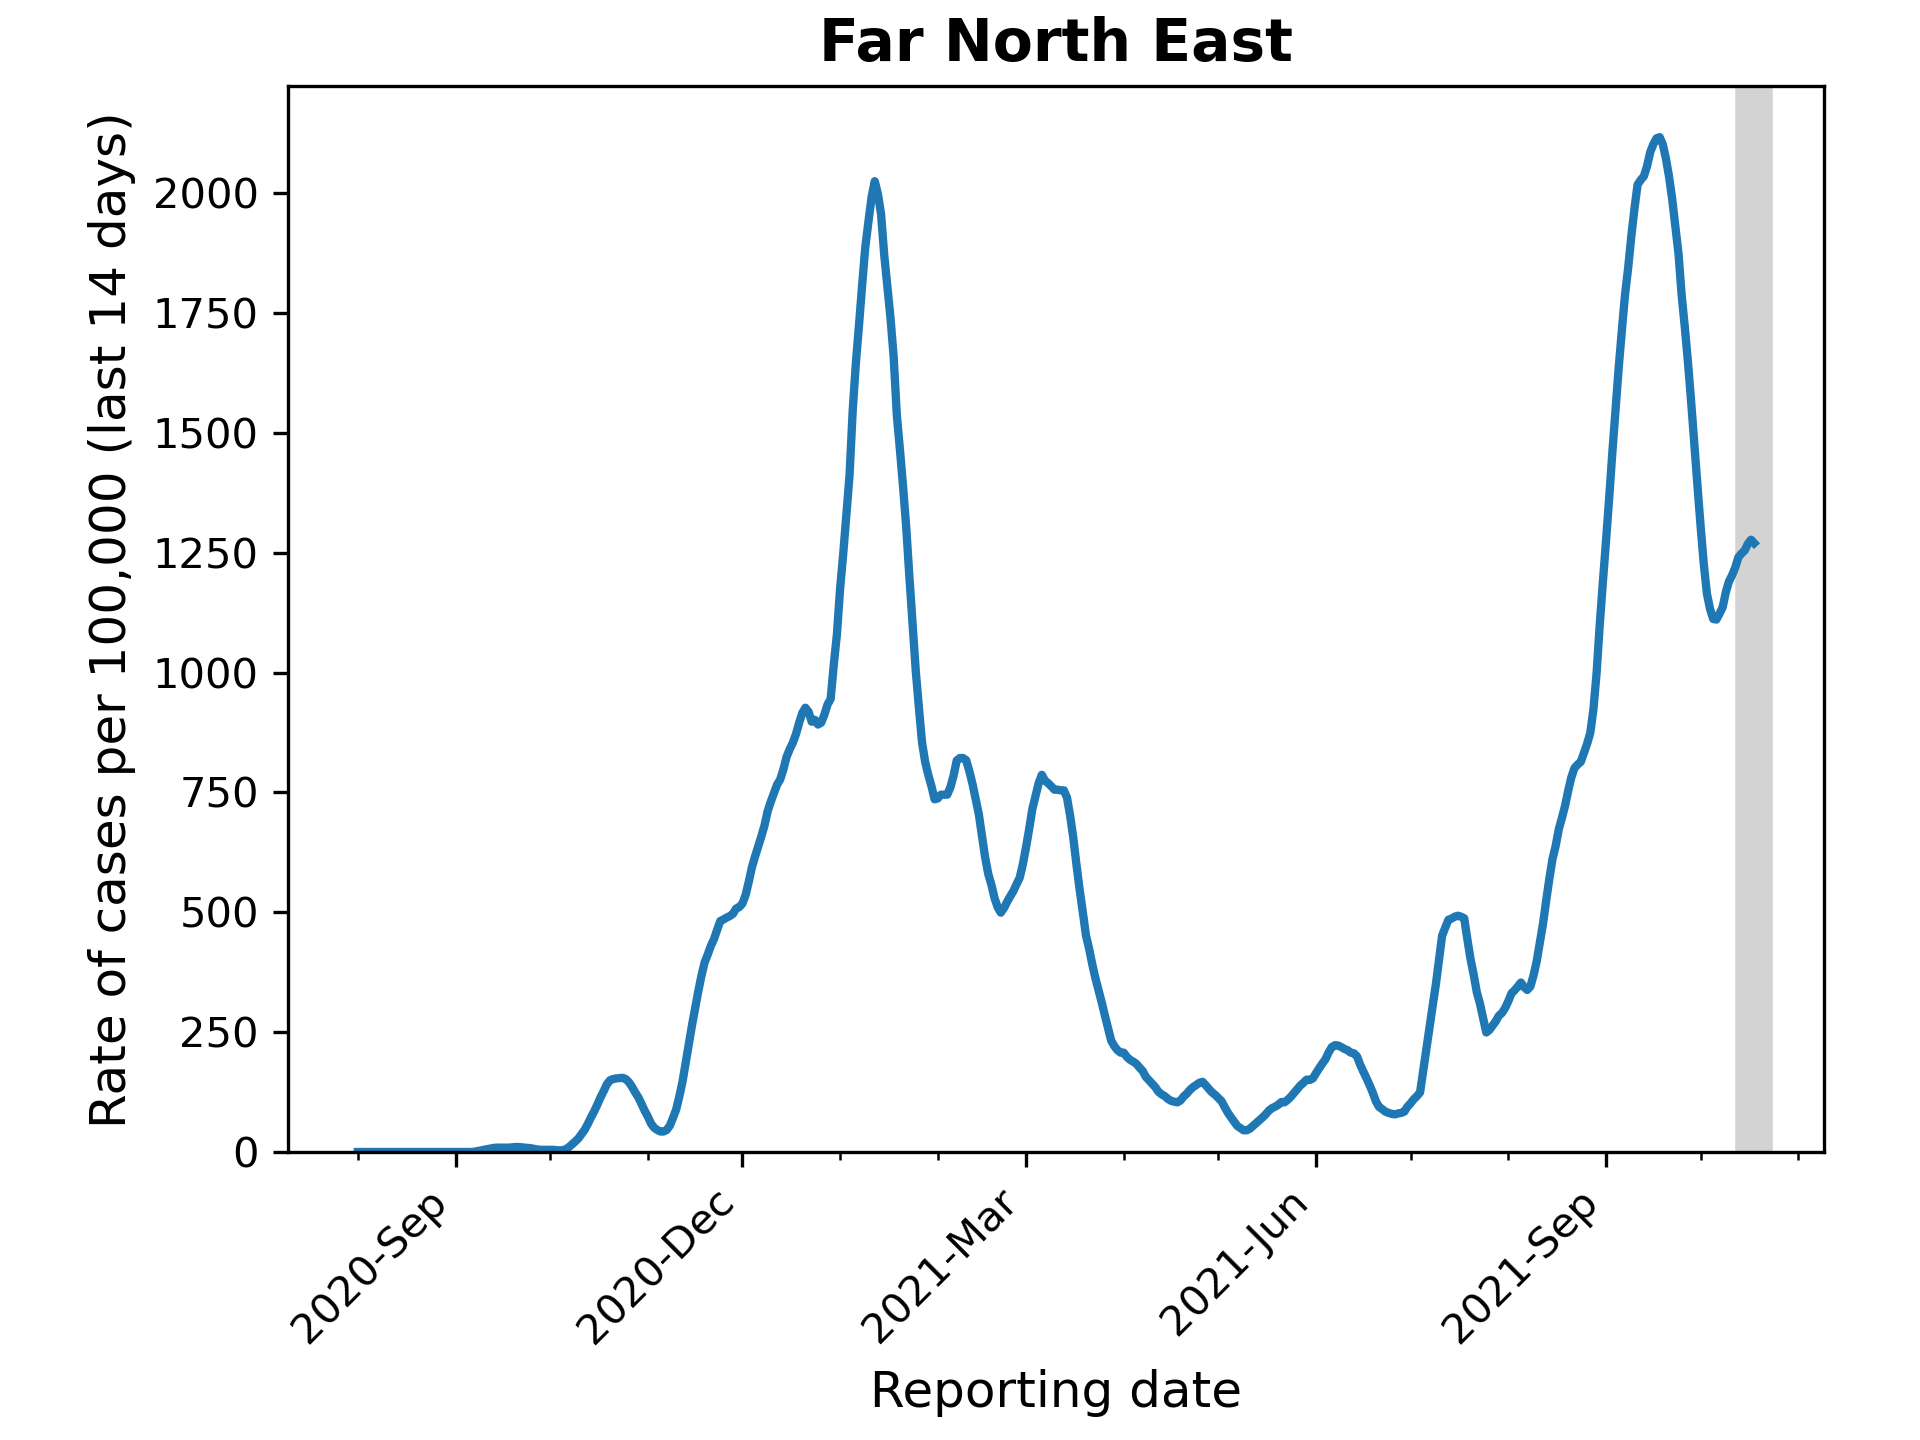 Far North East
Rate of cases per 100,000 (last 14 days)
2000
1750
1500
1250
1000
750
500
250
0
2020-Sep
2020-Dec
2021-Mar
2021-Jun
2021-Sep
Reporting date